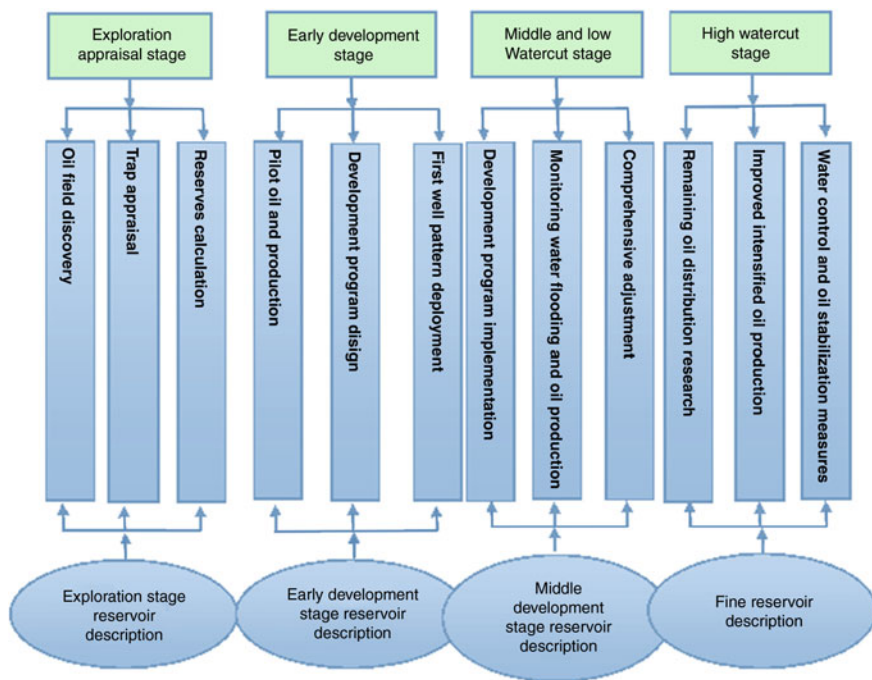 Exploration
appraisal stage
Early development
stage
Middle and low
Watercut stage
High watercut
stage
Oil field discovery
Trap appraisal
Reserves calculation
Pilot oil and production
Development program disign
First well pattern deployment
Development program implementation
Monitoring water flooding and oil production
Comprehensive adjustment
Remaining oil distribution research
Improved intensified oil production
Water control and oil stabilization measures
Exploration stage
reservoir
description
Early development
stage reservoir
description
Middle
development
stage reservoir
description
Fine reservoir
description